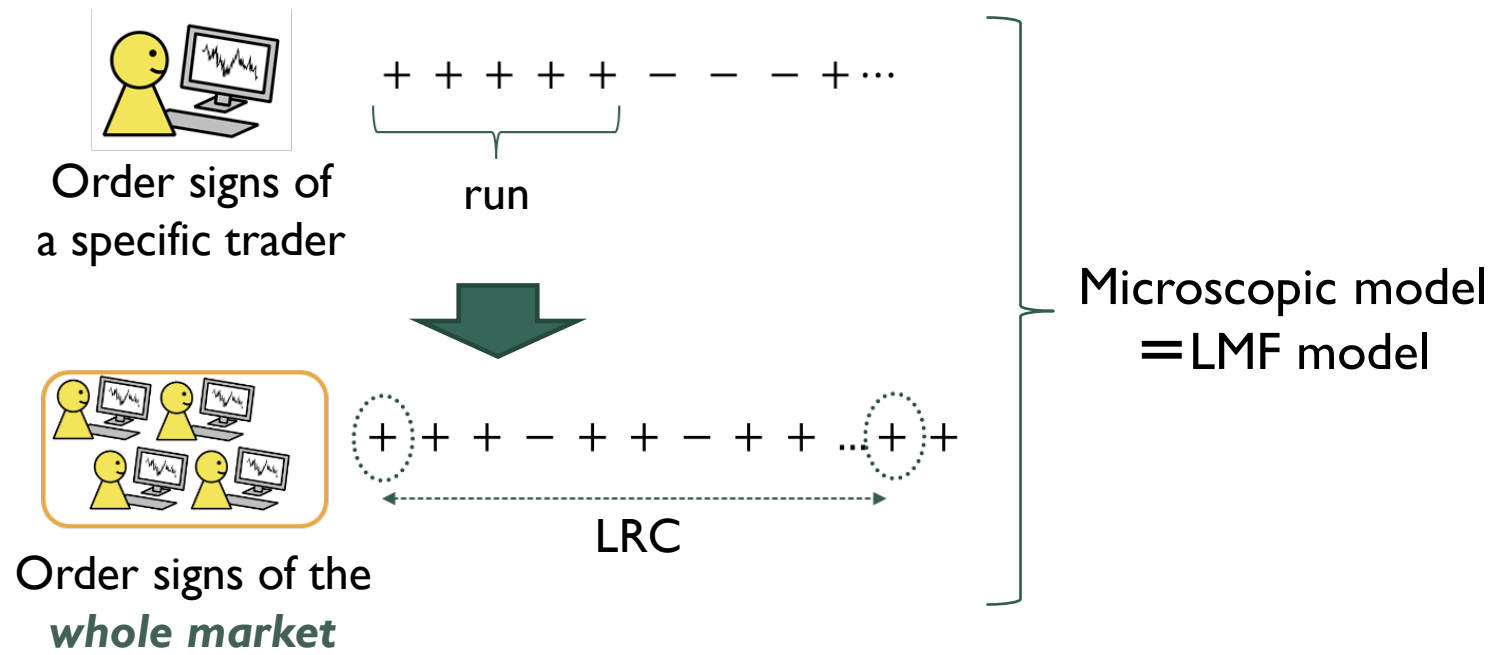 + + + + + − − − + ⋯
run
Order signs of
a specific trader
Microscopic model
=LMF model
+ + + − + + − + + ... + +
LRC
Order signs of the
whole market